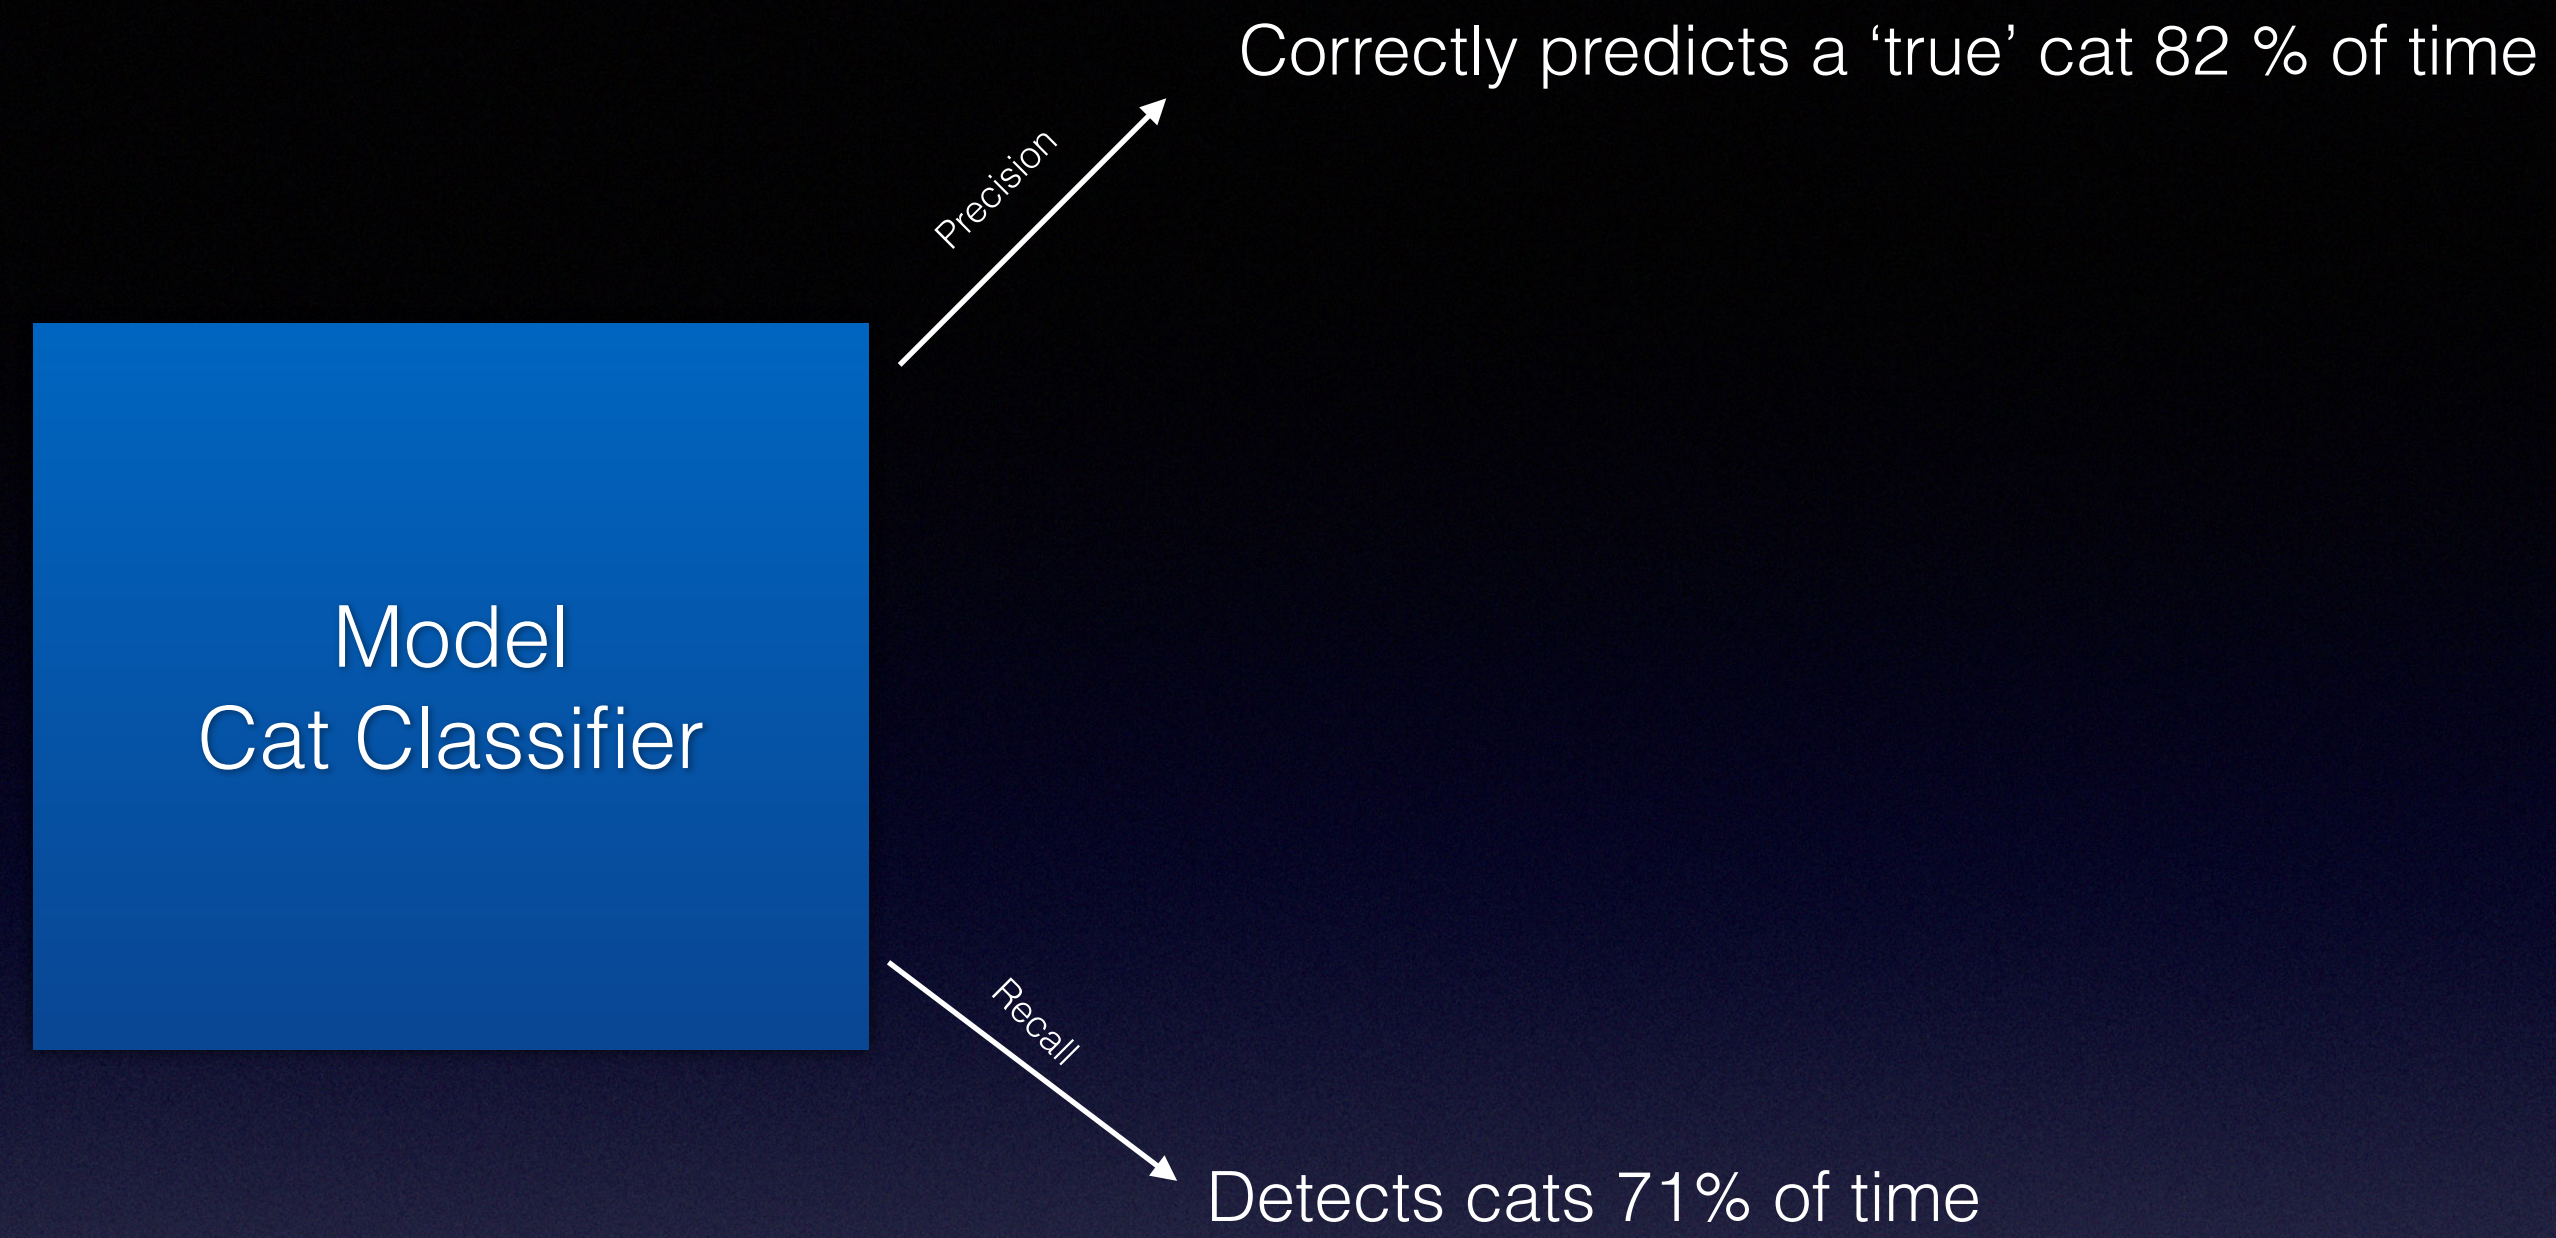 Correctly predicts a ‘true’ cat 82 % of time
Precision
Model
Cat Classifier
Recall
Detects cats 71% of time